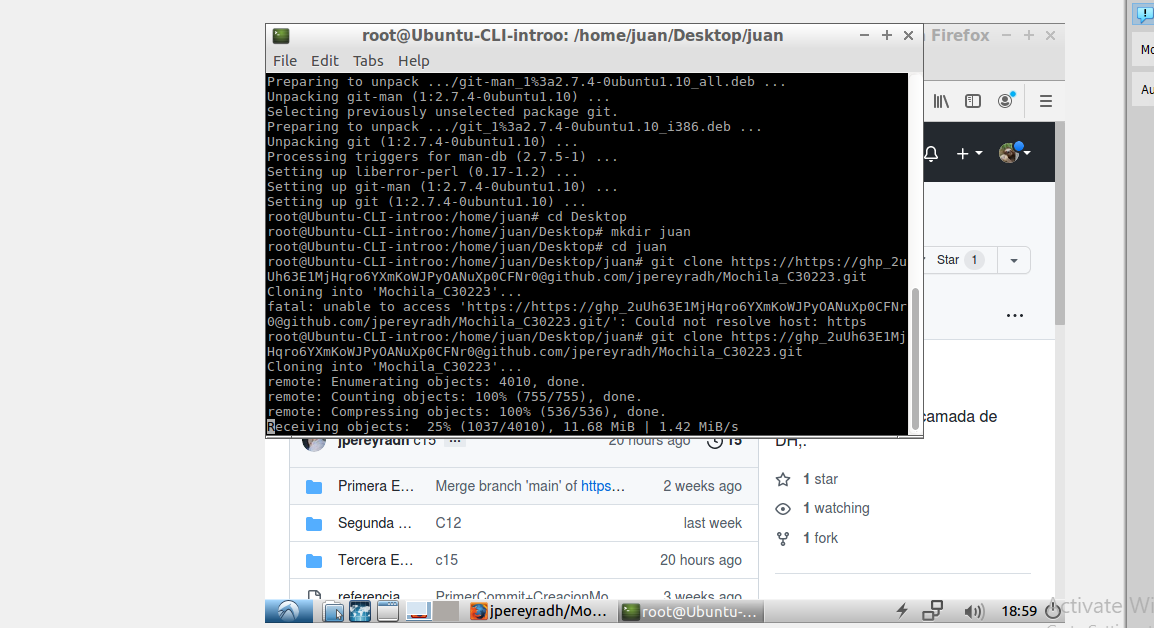 root@Ubuntu-CLI-introo: /home/juan/Desktop/juan
Firefox
File Edit Tabs Help
Preparing to unpack .../git-man_1%3a2.7.4-0ubuntu1.10_all.deb ...
Unpacking git-man (1:2.7.4-0ubuntu1.10) ...
Selecting previously unselected package git.
Preparing to unpack .../git_1%3a2.7.4-0ubuntu1.10_i386.deb ...
Unpacking git (1:2.7.4-0ubuntu1.10) ...
Processing triggers for man-db (2.7.5-1) ...
Setting up liberror-perl (0.17-1.2) ...
Setting up git-man (1:2.7.4-0ubuntu1.10) ...
Setting up git (1:2.7.4-0ubuntu1.10) ...
root@Ubuntu-CLI-introo:/home/juan# cd Desktop
root@Ubuntu-CLI-introo:/home/juan/Desktop# mkdir juan
root@Ubuntu-CLI-introo:/home/juan/Desktop# cd juan
root@Ubuntu-CLI-introo:/home/juan/Desktop/juan# git clone https://https://ghp_2u
Uh63E1MjHqro6YXmKoWJPyOANuXp0CFNr0@github.com/jpereyradh/Mochila_C30223.git
Cloning into 'Mochila_C30223'...
fatal: unable to access 'https://https://ghp_2uUh63E1MjHqro6YXmKoWJPyOANuXp0CFNr
0@github.com/jpereyradh/Mochila_C30223.git/': Could not resolve host: https
root@Ubuntu-CLI-introo:/home/juan/Desktop/juan# git clone https://ghp_2uUh63E1Mj
Hqro6YXmKoWJPyOANuXp0CFNr0@github.com/jpereyradh/Mochila_C30223.git
Cloning into 'Mochila_C30223'...
remote: Enumerating objects: 4010, done.
remote: Counting objects: 100% (755/755), done.
remote: Compressing objects: 100% (536/536), done.
Receiving objects:  25% (1037/4010), 11.68 MiB | 1.42 MiB/s
Star 1
camada de
DH,.
jpereyradh c15 ... 20 hours ago 15
Primera E... Merge branch 'main' of https... 2 weeks ago
Segunda ... C12 last week
Tercera E... c15 20 hours ago
referencia PrimerCommit+CreacionMo 3 weeks ago
1 star
1 watching
1 fork
jpereyradh/Mo...
root@Ubuntu-...
18:59
Activate Wi
Mo
Au